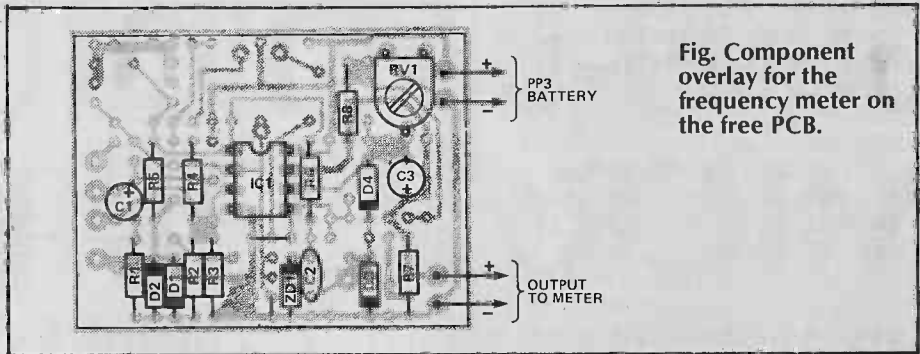 Fig. Component
overlay for the
frequency meter on
the free PCB.
RV1
+
PP3
BATTERY
−
R8
R5
R4
IC1
R6
D4
C3
+
C1
+
R1
D2
D1
R2
R3
ZD1
C2
R7
+
OUTPUT
TO METER
−